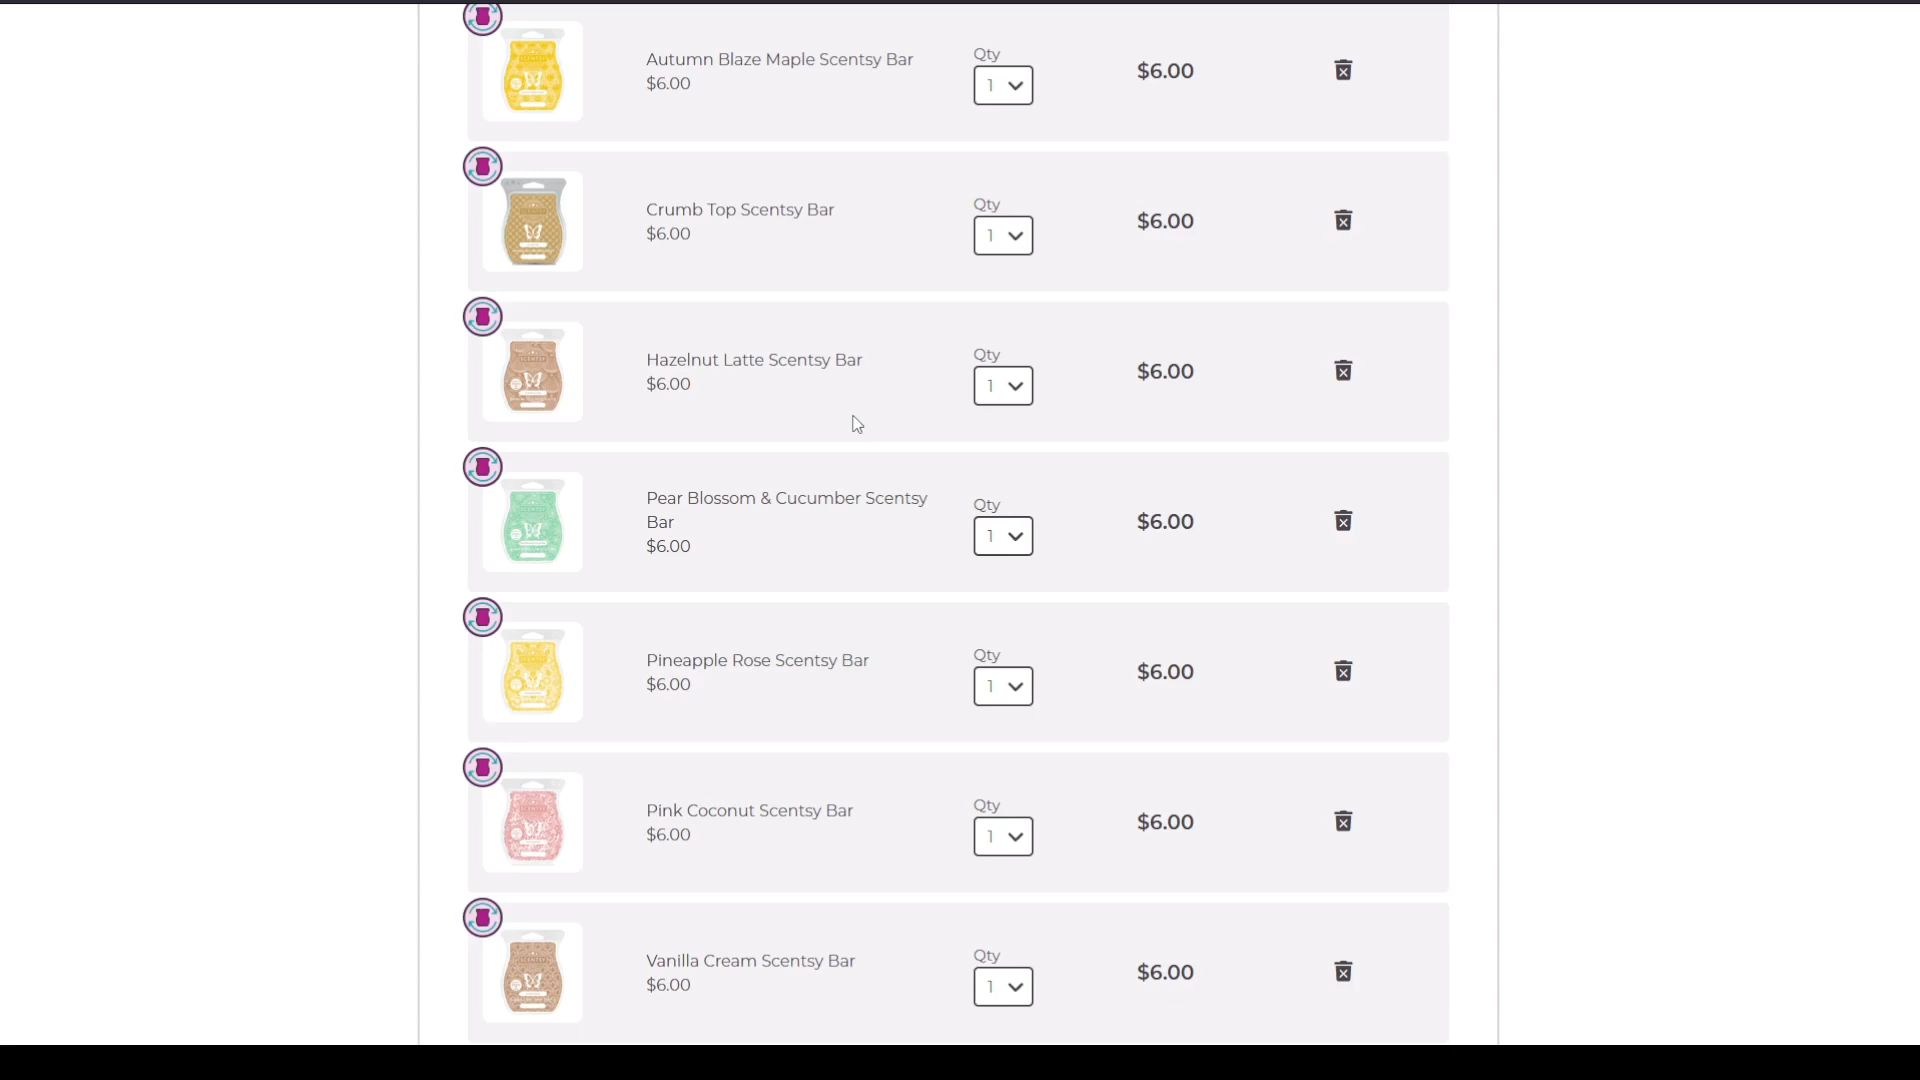 Autumn Blaze Maple Scentsy Bar
$6.00
Qty
1
$6.00
Crumb Top Scentsy Bar
$6.00
Qty
1
$6.00
Hazelnut Latte Scentsy Bar
$6.00
Qty
1
$6.00
Pear Blossom & Cucumber Scentsy
Bar
$6.00
Qty
1
$6.00
Pineapple Rose Scentsy Bar
$6.00
Qty
1
$6.00
Pink Coconut Scentsy Bar
$6.00
Qty
1
$6.00
Vanilla Cream Scentsy Bar
$6.00
Qty
1
$6.00